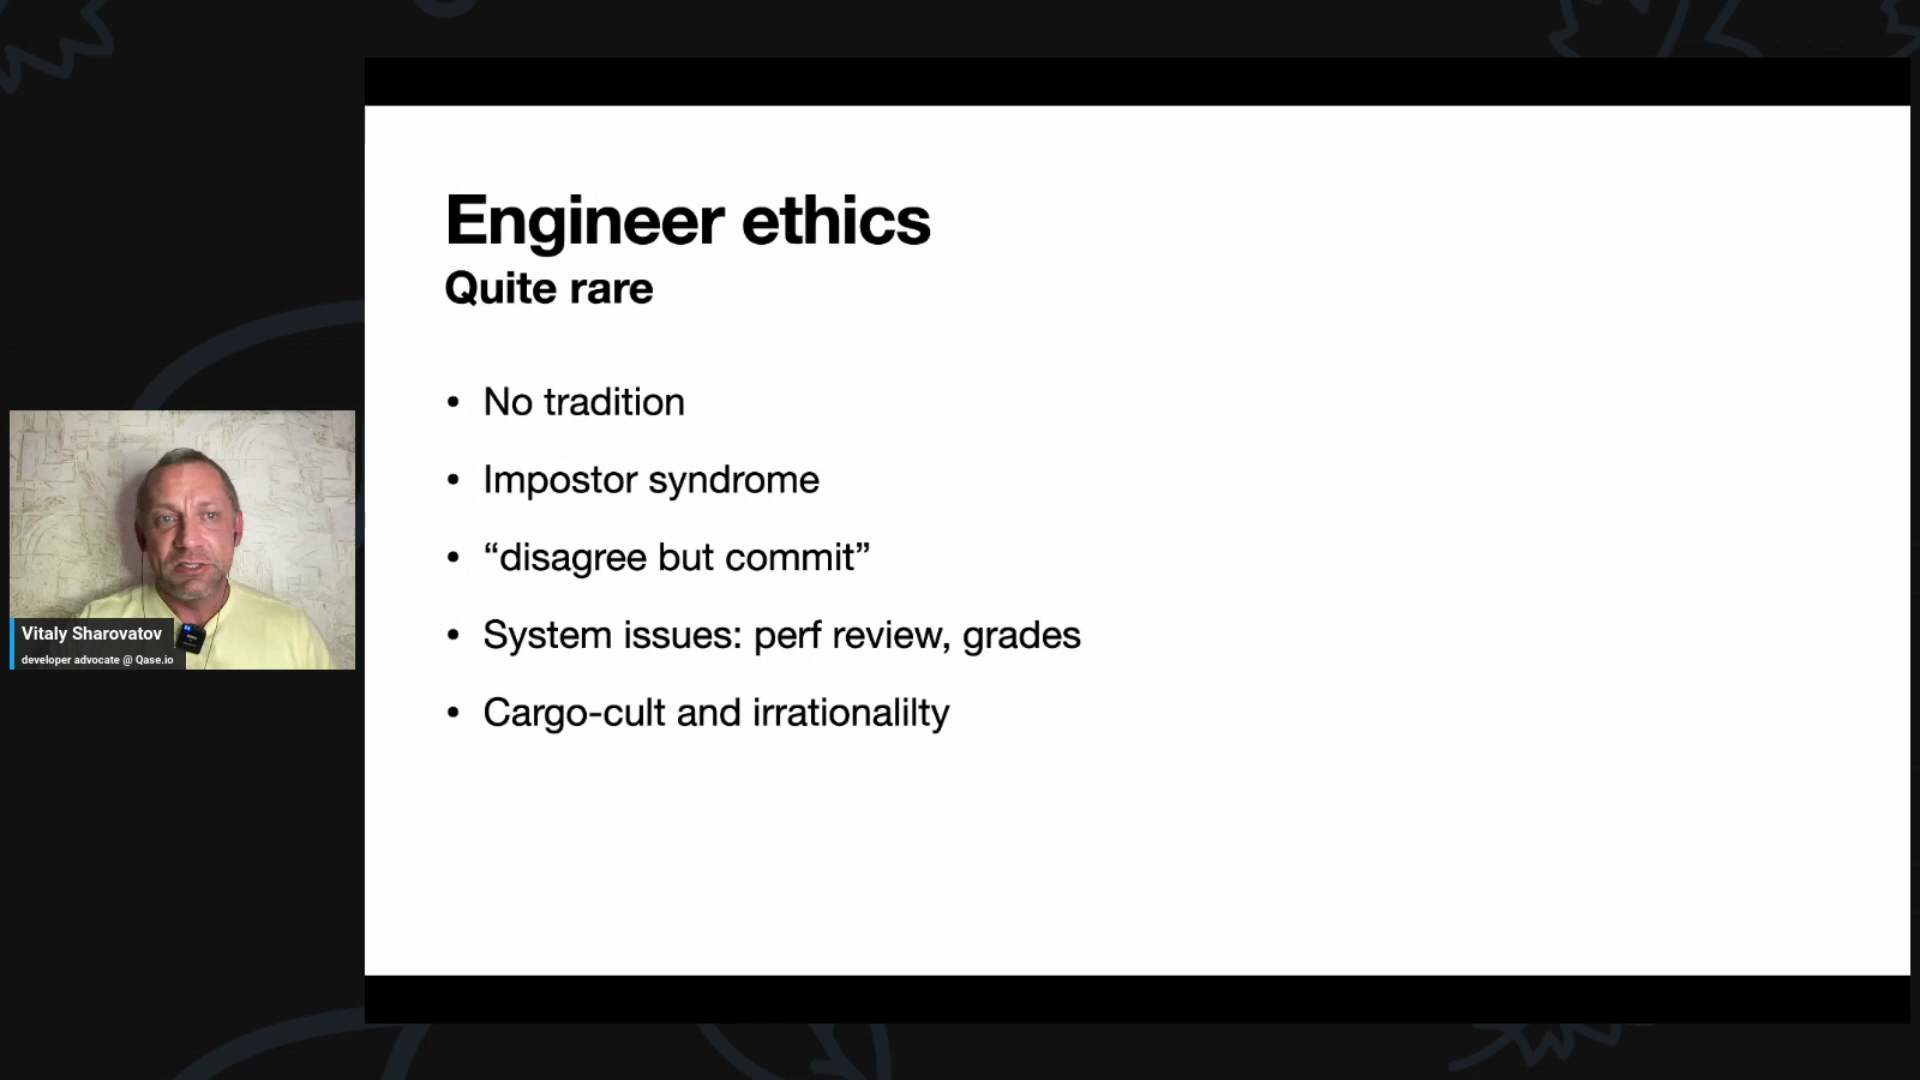 Engineer ethics
Quite rare
• No tradition
• Impostor syndrome
• “disagree but commit”
• System issues: perf review, grades
• Cargo-cult and irrationalilty
Vitaly Sharovatov
developer advocate @ Qase.io